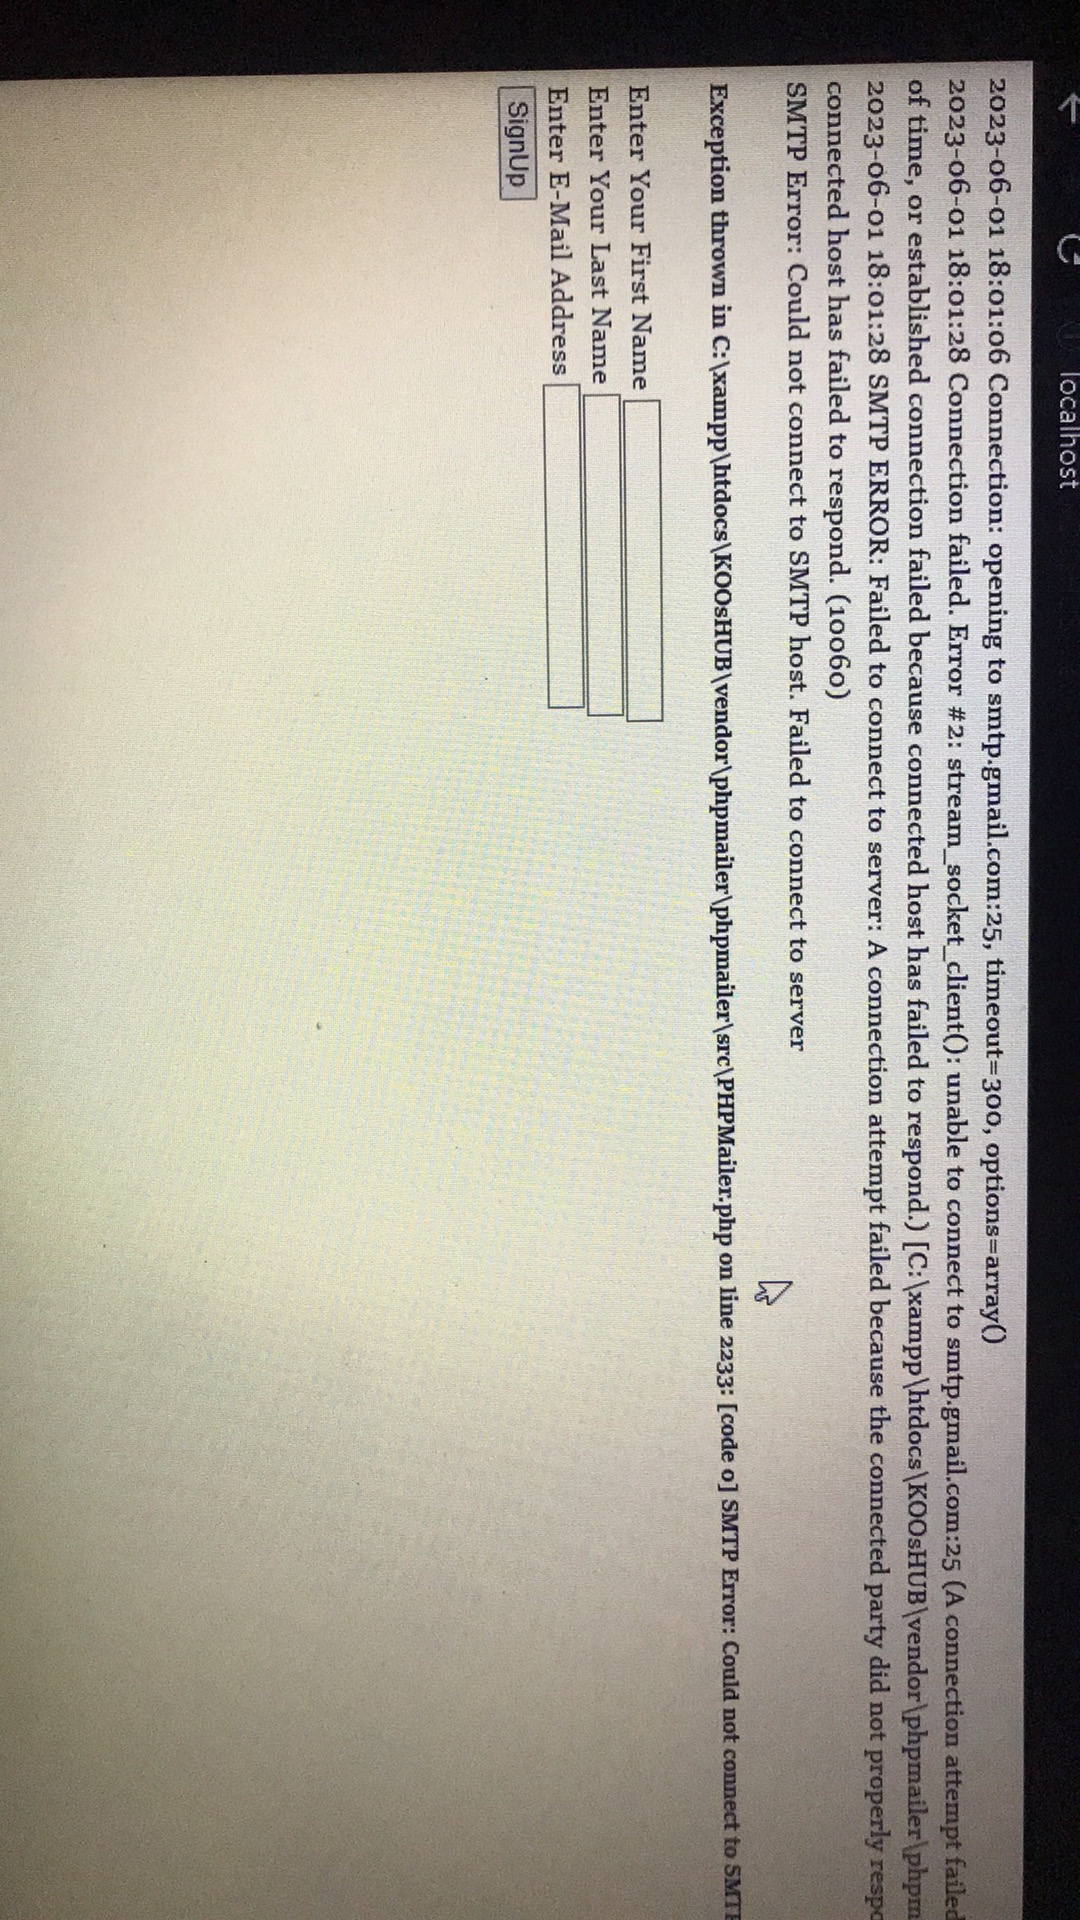 localhost
2023-06-01 18:01:06 Connection: opening to smtp.gmail.com:25, timeout=300, options=array()
2023-06-01 18:01:28 Connection failed. Error #2: stream_socket_client(): unable to connect to smtp.gmail.com:25 (A connection attempt failed
of time, or established connection failed because connected host has failed to respond.) [C:\xampp\htdocs\KOOsHUB\vendor\phpmailer\phpm
2023-06-01 18:01:28 SMTP ERROR: Failed to connect to server: A connection attempt failed because the connected party did not properly respo
connected host has failed to respond. (10060)
SMTP Error: Could not connect to SMTP host. Failed to connect to server
Exception thrown in C:\xampp\htdocs\KOOsHUB\vendor\phpmailer\phpmailer\src\PHPMailer.php on line 2233: [code 0] SMTP Error: Could not connect to SMTP
Enter Your First Name
Enter Your Last Name
Enter E-Mail Address
SignUp